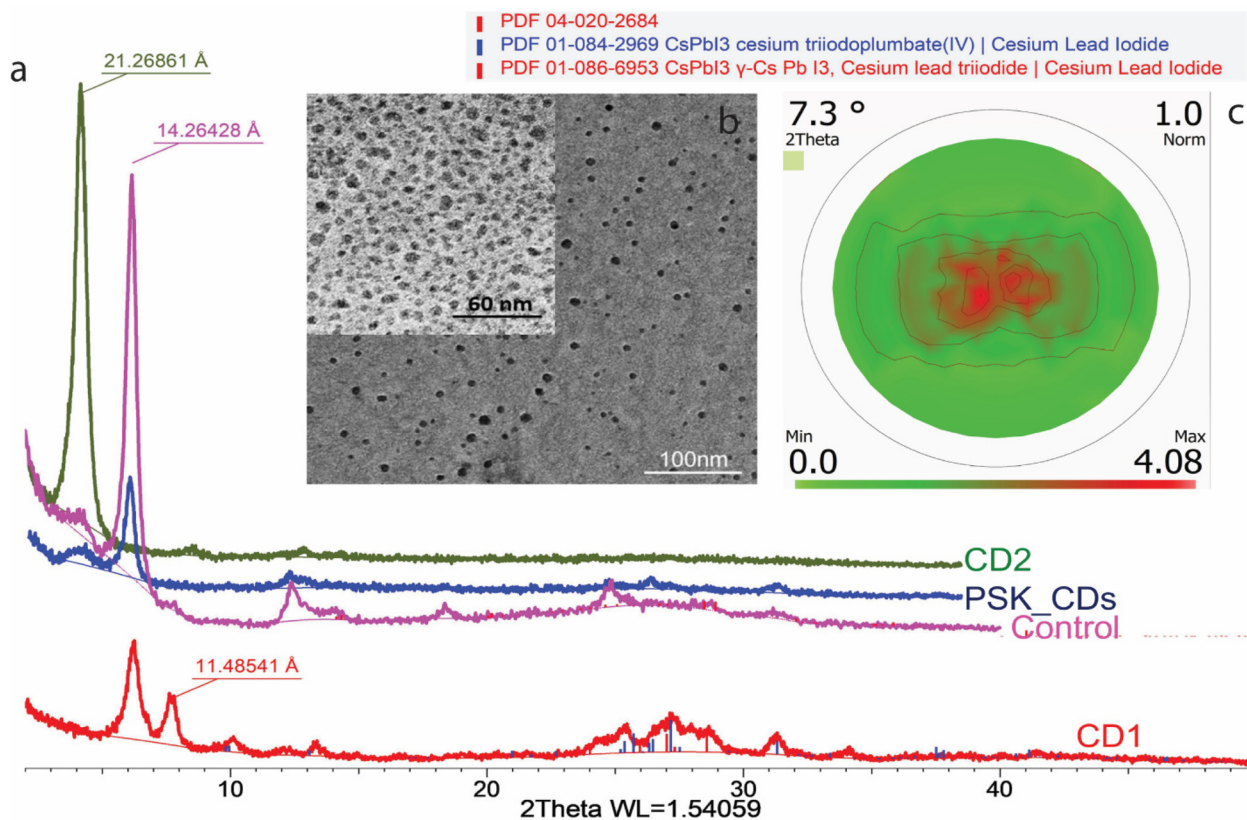 PDF 04-020-2684
PDF 01-084-2969 CsPbI3 cesium triiodoplumbate(IV) | Cesium Lead Iodide
PDF 01-086-6953 CsPbI3 γ-Cs Pb I3, Cesium lead triiodide | Cesium Lead Iodide
a
21.26861 Å
14.26428 Å
b
60 nm
100nm
7.3 °
2Theta
1.0
Norm
c
Min
0.0
Max
4.08
CD2
PSK_CDs
Control
11.48541 Å
CD1
10
20
30
40
2Theta WL=1.54059